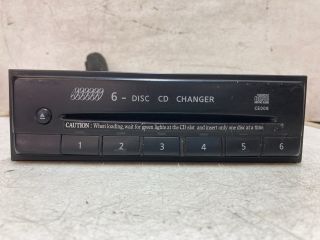 6 - DISC CD CHANGER
CAUTION : When loading, wait for green lights at the CD slot and insert only one disc at a time.
1 2 3 4 5 6